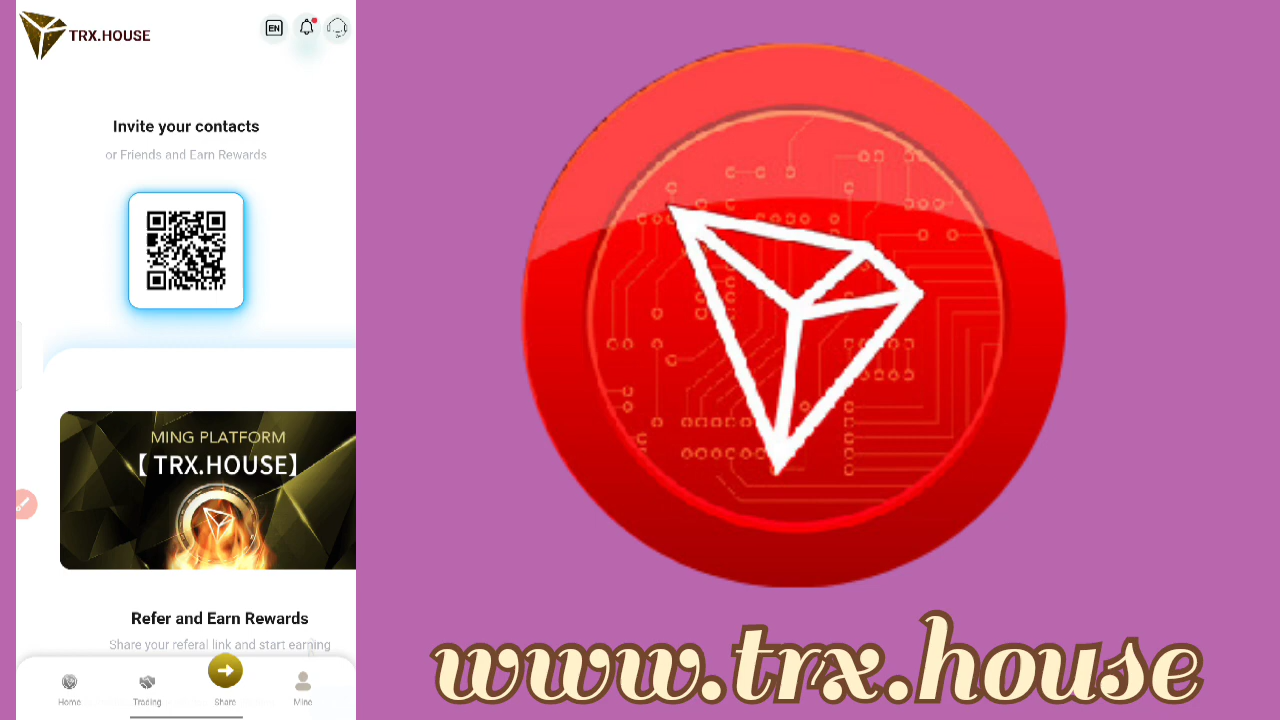 TRX.HOUSE
EN
Invite your contacts
or Friends and Earn Rewards
MING PLATFORM
【TRX.HOUSE】
Refer and Earn Rewards
Share your referal link and start earning
Home
Trading
Share
Mine
www.trx.house